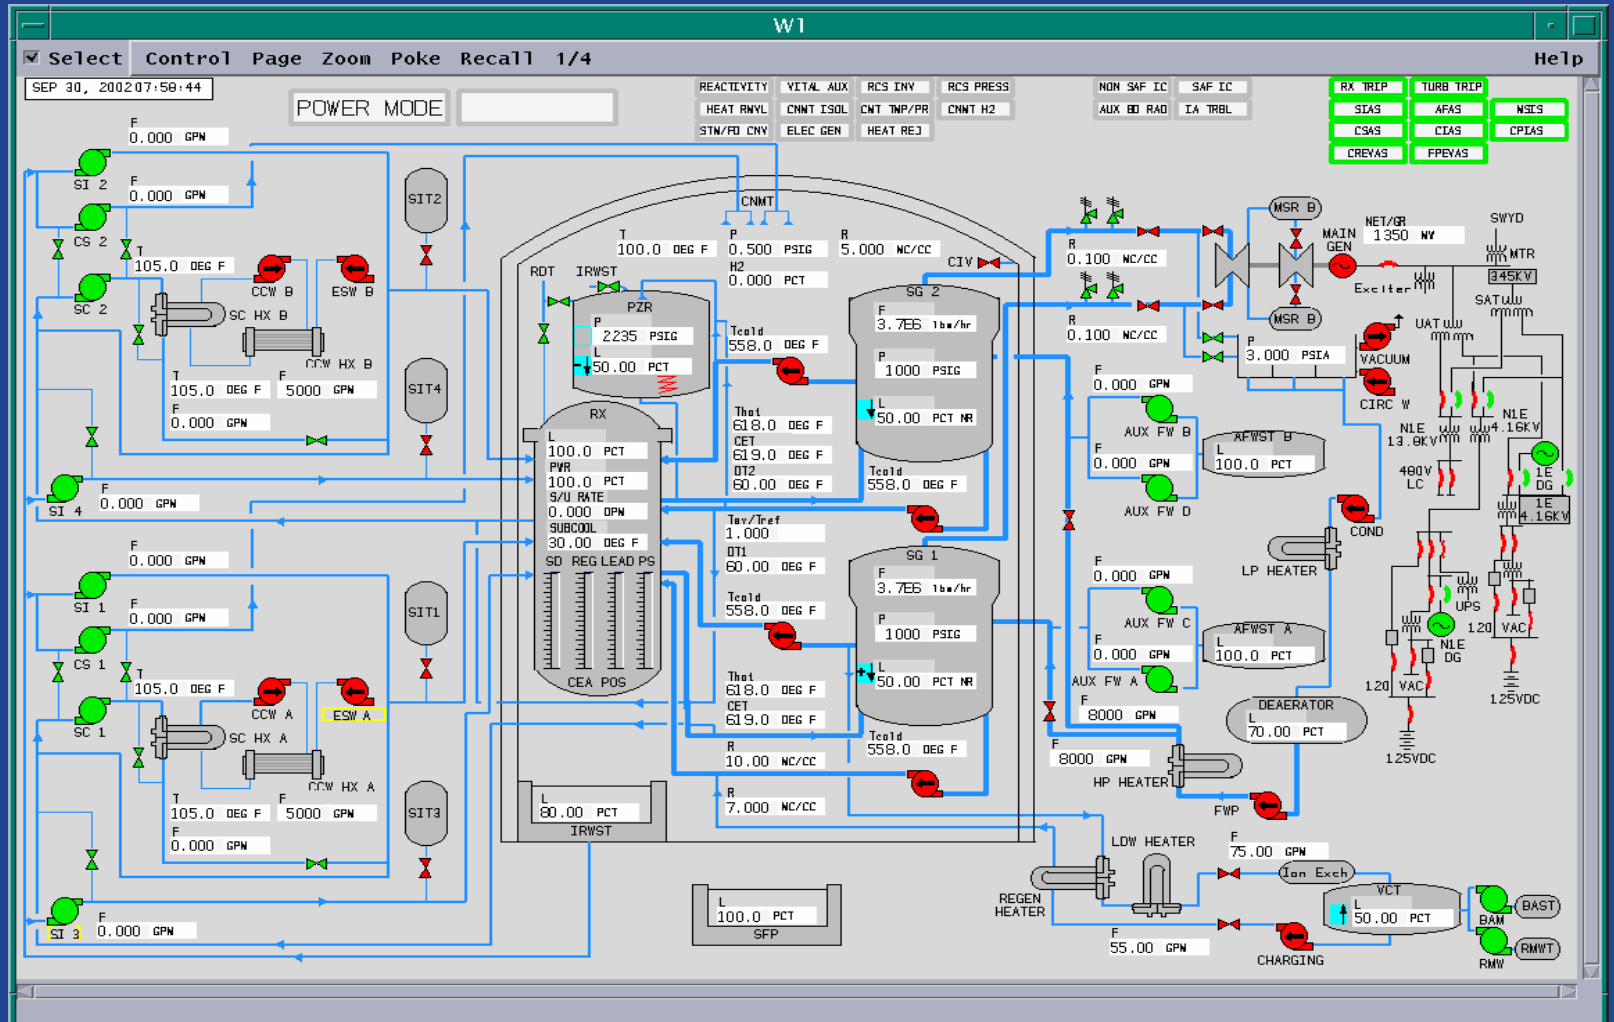 W1
Select Control Page Zoom Poke Recall 1/4 Help
SEP 30, 2002 07:58:44
POWER MODE
REACTIVITY VITAL AUX RCS INV RCS PRESS
HEAT RMVL CNMT ISOL CNT TMP/PR CNMT H2
STM/FD CNV ELEC GEN HEAT REJ
NON SAF IC SAF IC
AUX BD RAD IA TRBL
RX TRIP TURB TRIP
SIAS AFAS MSIS
CSAS CIAS CPIAS
CREVAS FPEVAS
F
0.000 GPM
SI 2
F
0.000 GPM
CS 2
T
105.0 DEG F
SC 2
CCW B
ESW B
SC HX B
CCW HX B
T
105.0 DEG F
F
5000 GPM
F
0.000 GPM
SI 4
F
0.000 GPM
SIT2
SIT4
F
0.000 GPM
SI 1
F
0.000 GPM
CS 1
T
105.0 DEG F
SC 1
CCW A
ESW A
SC HX A
CCW HX A
T
105.0 DEG F
F
5000 GPM
F
0.000 GPM
SI 3
F
0.000 GPM
SIT1
SIT3
CNMT
T
100.0 DEG F
P
0.500 PSIG
R
5.000 MC/CC
H2
0.000 PCT
CIV
RDT
IRWST
PZR
P
2235 PSIG
L
50.00 PCT
RX
L
100.0 PCT
PWR
100.0 PCT
S/U RATE
0.000 DPM
SUBCOOL
30.00 DEG F
SD REG LEAD PS
CEA POS
L
80.00 PCT
IRWST
Tcold
558.0 DEG F
Thot
618.0 DEG F
CET
619.0 DEG F
DT2
60.00 DEG F
Tav/Tref
1.000
DT1
60.00 DEG F
Tcold
558.0 DEG F
Thot
618.0 DEG F
CET
619.0 DEG F
R
10.00 MC/CC
R
7.000 MC/CC
SG 2
F
3.7E6 lbm/hr
P
1000 PSIG
L
50.00 PCT NR
Tcold
558.0 DEG F
SG 1
F
3.7E6 lbm/hr
P
1000 PSIG
L
50.00 PCT NR
Tcold
558.0 DEG F
L
100.0 PCT
SFP
R
0.100 MC/CC
R
0.100 MC/CC
MSR B
MSR B
MAIN
GEN
NET/GR
1350 MW
SWYD
MTR
345KV
Exciter
SAT
UAT
P
3.000 PSIA
VACUUM
CIRC W
F
0.000 GPM
AUX FW B
F
0.000 GPM
AUX FW D
AFWST B
L
100.0 PCT
N1E
13.8KV
N1E
4.16KV
480V
LC
1E
DG
1E
4.16KV
COND
LP HEATER
F
0.000 GPM
AUX FW C
F
0.000 GPM
AUX FW A
AFWST A
L
100.0 PCT
UPS
N1E
DG
120 VAC
120 VAC
125VDC
125VDC
DEAERATOR
L
70.00 PCT
F
8000 GPM
F
8000 GPM
HP HEATER
FWP
LDW HEATER
REGEN
HEATER
F
75.00 GPM
Ion Exch
VCT
L
50.00 PCT
F
55.00 GPM
CHARGING
BAM
BAST
RMW
RMWT